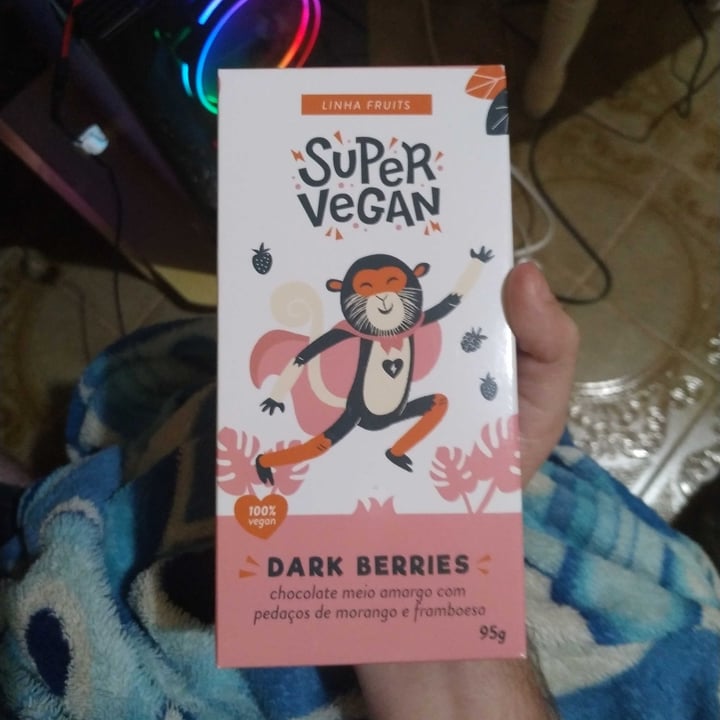 LINHA FRUITS
SUPER
VEGAN
100%
vegan
DARK BERRIES
chocolate meio amargo com
pedaços de morango e framboesa
95g